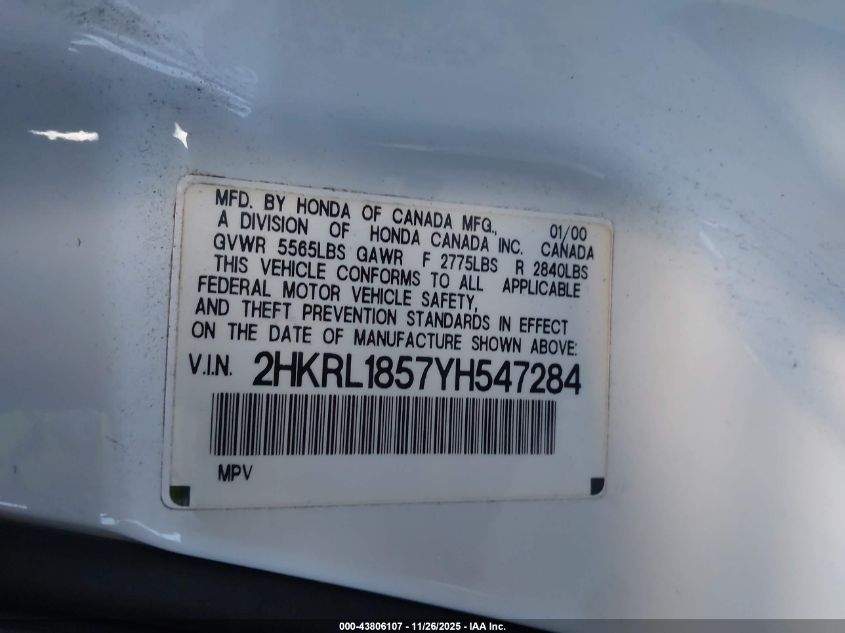 MFD. BY HONDA OF CANADA MFG., 01/00
A DIVISION OF HONDA CANADA INC. CANADA
GVWR 5565LBS GAWR F 2775LBS R 2840LBS
THIS VEHICLE CONFORMS TO ALL APPLICABLE
FEDERAL MOTOR VEHICLE SAFETY,
AND THEFT PREVENTION STANDARDS IN EFFECT
ON THE DATE OF MANUFACTURE SHOWN ABOVE:
V.I.N. 2HKRL1857YH547284
MPV
000-43806107 - 11/26/2025 - IAA Inc.